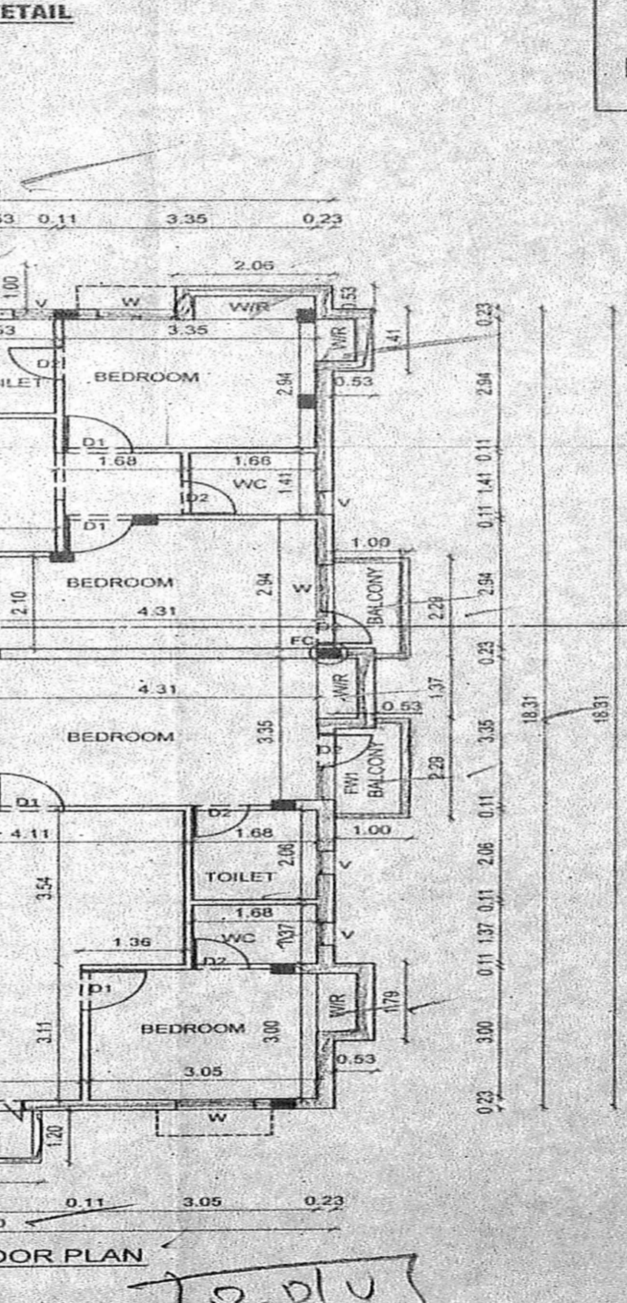 ETAIL
0.11 3.35 0.23
2.06
1.00
0.53
V W W/R
3.35
W/R
1.41
0.23
D2
BEDROOM
2.94
0.53
2.94
D1
1.68 1.66
0.11
WC
1.41
1.41
D2
V
D1
0.11
1.00
BEDROOM
2.94
W
BALCONY
2.94
2.10
4.31
2.29
FC
0.23
4.31
W/R
1.37
0.53
18.31
18.31
BEDROOM
3.35
3.35
FW1
BALCONY
2.29
D1
D2
0.11
4.11
1.68
1.00
2.06
V
2.06
3.54
TOILET
1.68
0.11
1.36
WC
1.37
V
1.37
D2
0.11
D1
W/R
1.79
BEDROOM
3.00
3.00
3.11
0.53
3.05
0.23
W
1.20
0.11 3.05 0.23
OOR PLAN